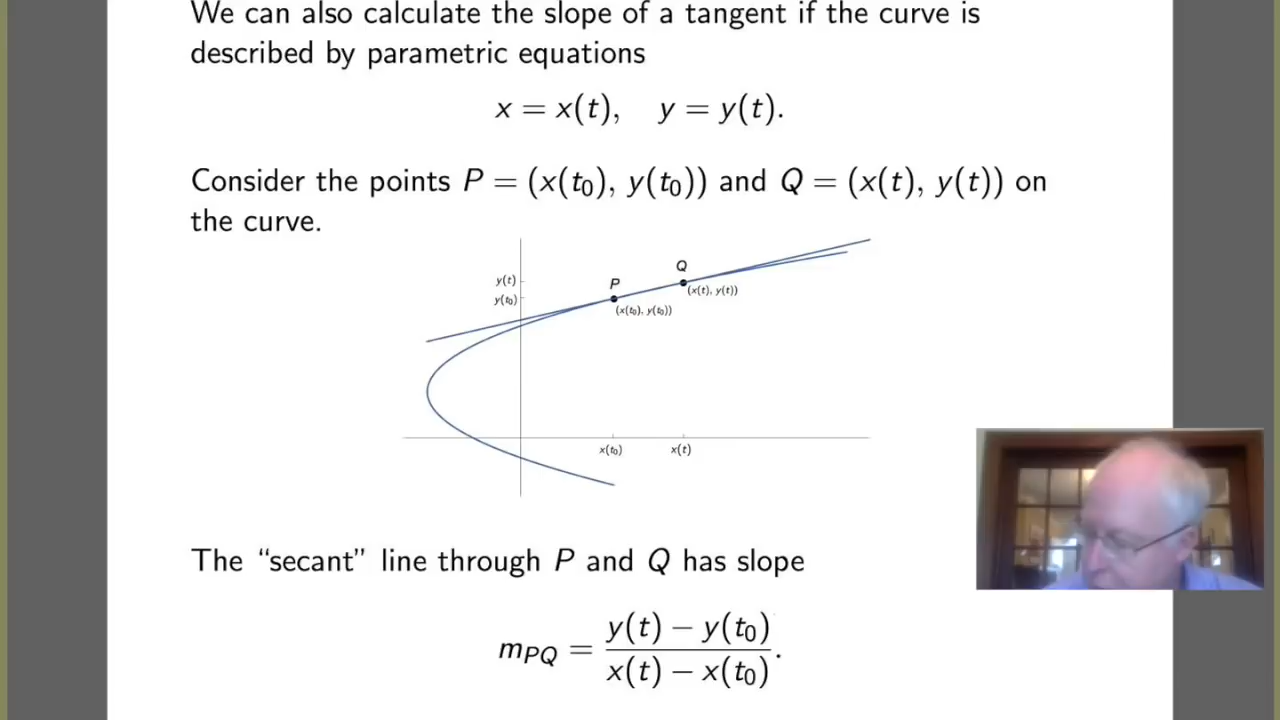 We can also calculate the slope of a tangent if the curve is
described by parametric equations
x = x(t),   y = y(t).
Consider the points P = (x(t₀), y(t₀)) and Q = (x(t), y(t)) on
the curve.
Q
y(t)
P
(x(t), y(t))
y(t₀)
(x(t₀), y(t₀))
x(t₀)
x(t)
The “secant” line through P and Q has slope
y(t) − y(t₀)
m_PQ = ―――――――― .
x(t) − x(t₀)